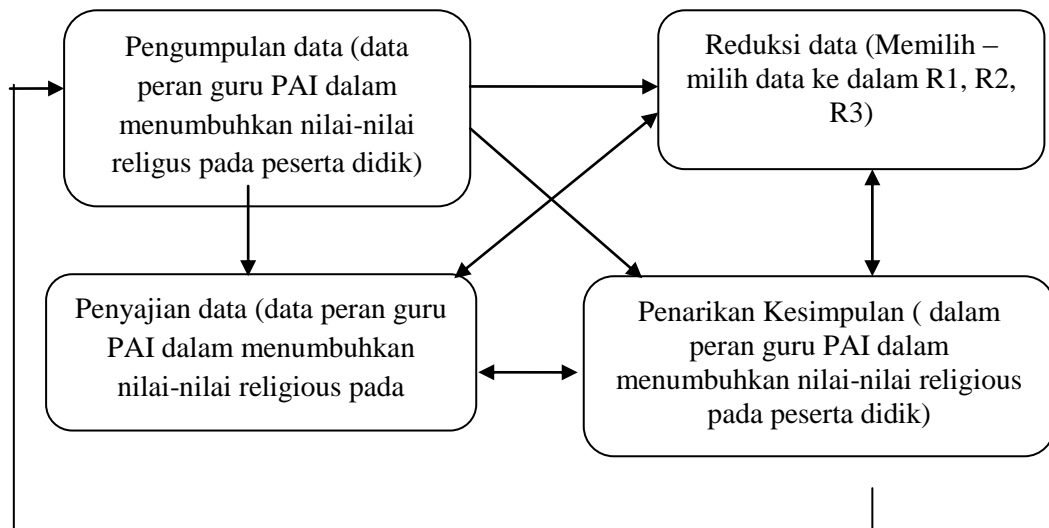 Pengumpulan data (data
peran guru PAI dalam
menumbuhkan nilai-nilai
religus pada peserta didik)
Reduksi data (Memilih –
milih data ke dalam R1, R2,
R3)
Penyajian data (data peran guru
PAI dalam menumbuhkan
nilai-nilai religious pada
Penarikan Kesimpulan ( dalam
peran guru PAI dalam
menumbuhkan nilai-nilai religious
pada peserta didik)